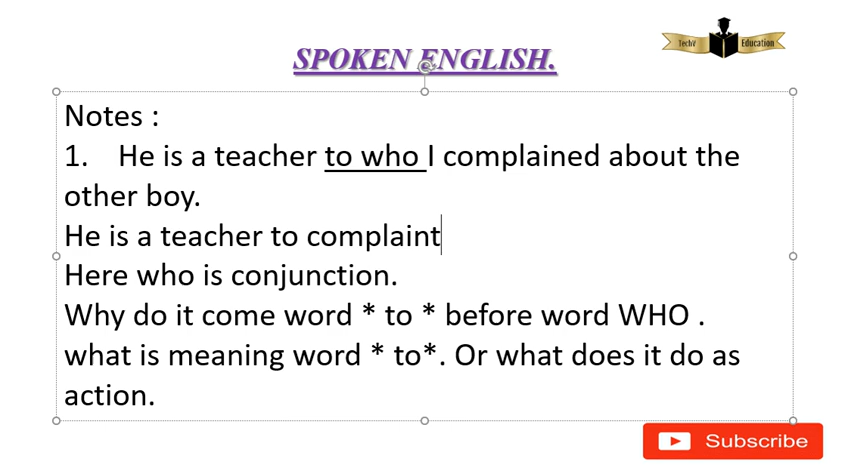 TechV Education
SPOKEN ENGLISH.
Notes :
1. He is a teacher to who I complained about the
other boy.
He is a teacher to complaint
Here who is conjunction.
Why do it come word * to * before word WHO .
what is meaning word * to*. Or what does it do as
action.
Subscribe